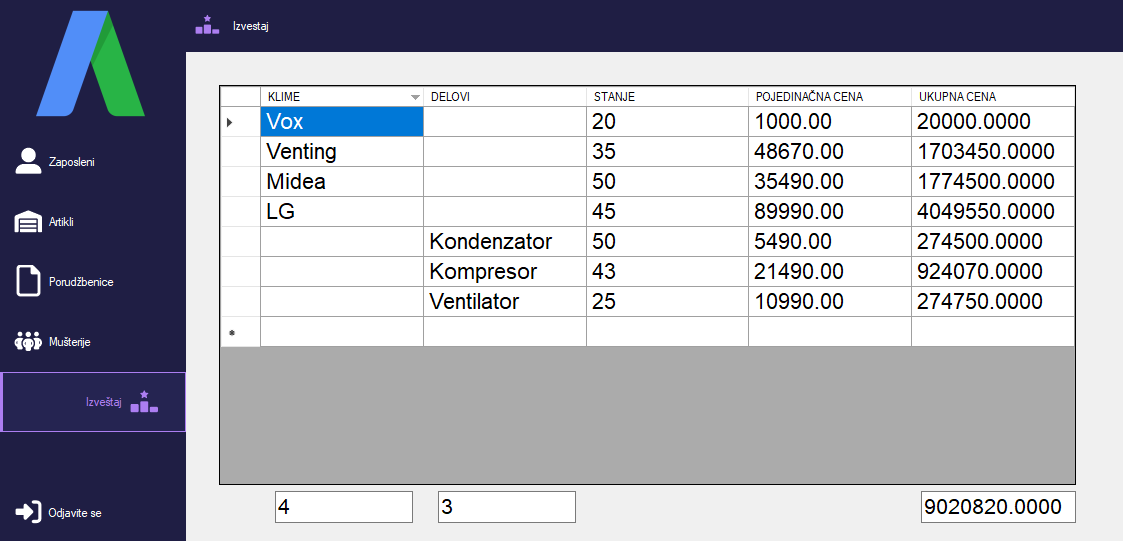 Izvestaj
Zaposleni
Artikli
Porudžbenice
Mušterije
Izveštaj
Odjavite se
KLIME DELOVI STANJE POJEDINAČNA CENA UKUPNA CENA
Vox 20 1000.00 20000.0000
Venting 35 48670.00 1703450.0000
Midea 50 35490.00 1774500.0000
LG 45 89990.00 4049550.0000
Kondenzator 50 5490.00 274500.0000
Kompresor 43 21490.00 924070.0000
Ventilator 25 10990.00 274750.0000
*
4 3 9020820.0000